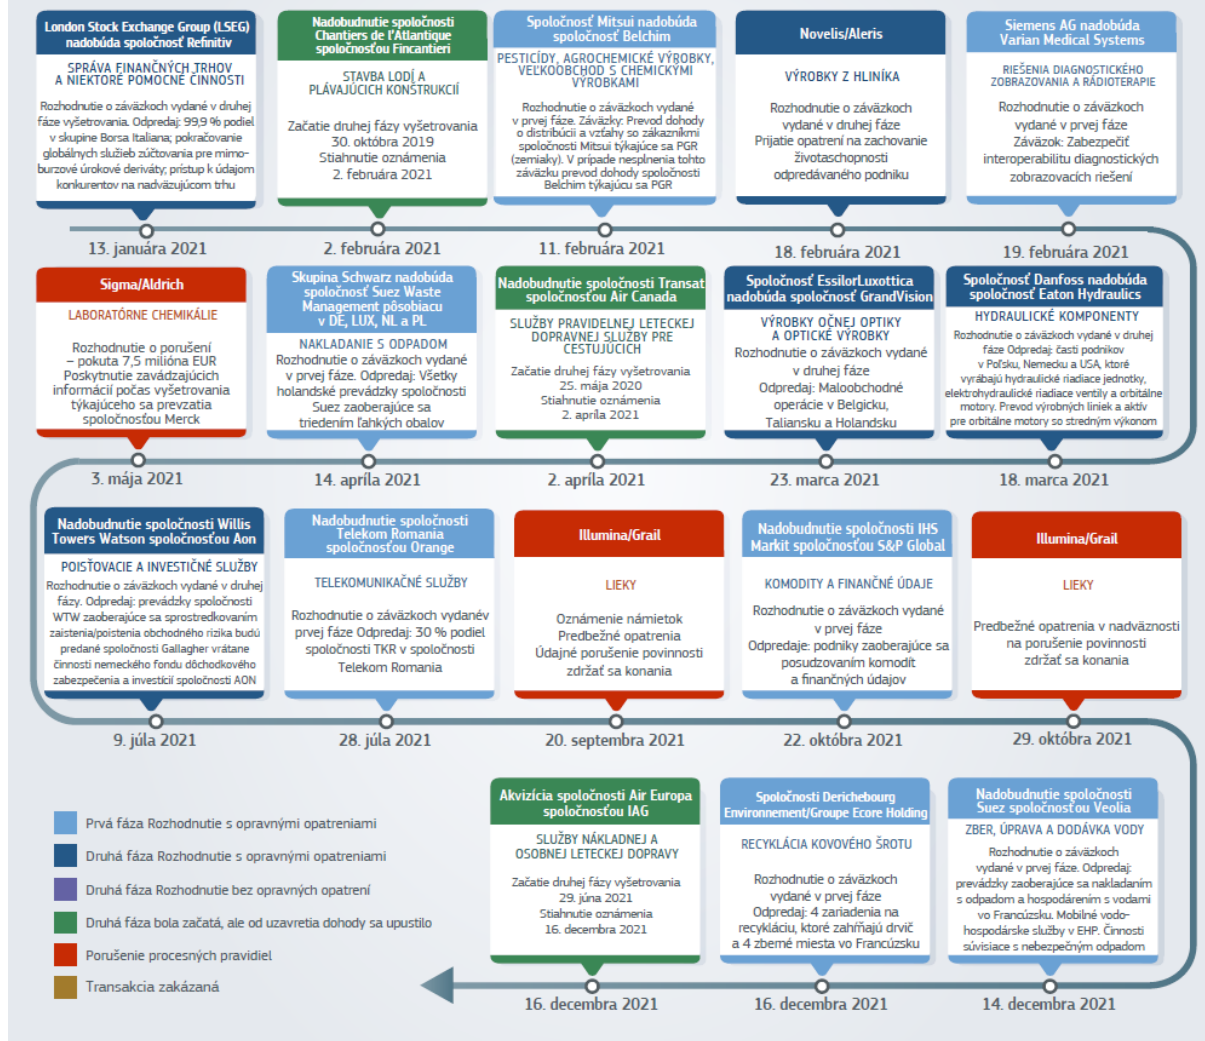 London Stock Exchange Group (LSEG)
nadobúda spoločnosť Refinitiv
SPRÁVA FINANČNÝCH TRHOV
A NIEKTORÉ POMOCNÉ ČINNOSTI
Rozhodnutie o záväzkoch vydané v druhej
fáze vyšetrovania. Odpredaj: 99,9 % podiel
v skupine Borsa Italiana; pokračovanie
globálnych služieb zúčtovania pre mimo-
burzové úrokové deriváty; prístup k údajom
konkurentov na nadväzujúcom trhu
13. januára 2021
Nadobudnutie spoločnosti
Chantiers de l'Atlantique
spoločnosťou Fincantieri
STAVBA LODÍ A
PLÁVAJÚCICH KONŠTRUKCIÍ
Začatie druhej fázy vyšetrovania
30. októbra 2019
Stiahnutie oznámenia
2. februára 2021
2. februára 2021
Spoločnosť Mitsui nadobúda
spoločnosť Belchim
PESTICÍDY, AGROCHEMICKÉ VÝROBKY,
VEĽKOOBCHOD S CHEMICKÝMI
VÝROBKAMI
Rozhodnutie o záväzkoch vydané
v prvej fáze. Záväzky: Prevod dohody
o distribúcii a vzťahy so zákazníkmi
spoločnosti Mitsui týkajúce sa PGR
(zemiaky). V prípade nesplnenia tohto
záväzku prevod dohody spoločnosti
Belchim týkajúcu sa PGR
11. februára 2021
Novelis/Aleris
VÝROBKY Z HLINÍKA
Rozhodnutie o záväzkoch
vydané v druhej fáze
Prijatie opatrení na zachovanie
životaschopnosti
odpredávaného podniku
18. februára 2021
Siemens AG nadobúda
Varian Medical Systems
RIEŠENIA DIAGNOSTICKÉHO
ZOBRAZOVANIA A RÁDIOTERAPIE
Rozhodnutie o záväzkoch
vydané v prvej fáze
Záväzok: Zabezpečiť
interoperabilitu diagnostických
zobrazovacích riešení
19. februára 2021
Sigma/Aldrich
LABORATÓRNE CHEMIKÁLIE
Rozhodnutie o porušení
– pokuta 7,5 milióna EUR
Poskytnutie zavádzajúcich
informácií počas vyšetrovania
týkajúceho sa prevzatia
spoločnosťou Merck
3. mája 2021
Skupina Schwarz nadobúda
spoločnosť Suez Waste
Management pôsobiacu
v DE, LUX, NL a PL
NAKLADANIE S ODPADOM
Rozhodnutie o záväzkoch vydané
v prvej fáze. Odpredaj: Všetky
holandské prevádzky spoločnosti
Suez zaoberajúce sa
triedením ľahkých obalov
14. apríla 2021
Nadobudnutie spoločnosti Transat
spoločnosťou Air Canada
SLUŽBY PRAVIDELNEJ LETECKEJ
DOPRAVNEJ SLUŽBY PRE
CESTUJÚCICH
Začatie druhej fázy vyšetrovania
25. mája 2020
Stiahnutie oznámenia
2. apríla 2021
2. apríla 2021
Spoločnosť EssilorLuxottica
nadobúda spoločnosť GrandVision
VÝROBKY OČNEJ OPTIKY
A OPTICKÉ VÝROBKY
Rozhodnutie o záväzkoch vydané
v druhej fáze
Odpredaj: Maloobchodné
operácie v Belgicku,
Taliansku a Holandsku
23. marca 2021
Spoločnosť Danfoss nadobúda
spoločnosť Eaton Hydraulics
HYDRAULICKÉ KOMPONENTY
Rozhodnutie o záväzkoch vydané v druhej
fáze Odpredaj: časti podnikov
v Poľsku, Nemecku a USA, ktoré
vyrábajú hydraulické riadiace jednotky,
elektrohydraulické riadiace ventily a orbitálne
motory. Prevod výrobných liniek a aktív
pre orbitálne motory so stredným výkonom
18. marca 2021
Nadobudnutie spoločnosti Willis
Towers Watson spoločnosťou Aon
POISŤOVACIE A INVESTIČNÉ SLUŽBY
Rozhodnutie o záväzkoch vydané v druhej
fázy. Odpredaj: prevádzky spoločnosti
WTW zaoberajúce sa sprostredkovaním
zaistenia/poistenia obchodného rizika budú
predané spoločnosti Gallagher vrátane
činnosti nemeckého fondu dôchodkového
zabezpečenia a investícií spoločnosti AON
9. júla 2021
Nadobudnutie spoločnosti
Telekom Romania
spoločnosťou Orange
TELEKOMUNIKAČNÉ SLUŽBY
Rozhodnutie o záväzkoch vydanév
prvej fáze Odpredaj: 30 % podiel
spoločnosti TKR v spoločnosti
Telekom Romania
28. júla 2021
Illumina/Grail
LIEKY
Oznámenie námietok
Predbežné opatrenia
Údajné porušenie povinnosti
zdržať sa konania
20. septembra 2021
Nadobudnutie spoločnosti IHS
Markit spoločnosťou S&P Global
KOMODITY A FINANČNÉ ÚDAJE
Rozhodnutie o záväzkoch vydané
v prvej fáze
Odpredaje: podniky zaoberajúce sa
posudzovaním komodít
a finančných údajov
22. októbra 2021
Illumina/Grail
LIEKY
Predbežné opatrenia v nadväznosti
na porušenie povinnosti
zdržať sa konania
29. októbra 2021
Akvizícia spoločnosti Air Europa
spoločnosťou IAG
SLUŽBY NÁKLADNEJ A
OSOBNEJ LETECKEJ DOPRAVY
Začatie druhej fázy vyšetrovania
29. júna 2021
Stiahnutie oznámenia
16. decembra 2021
16. decembra 2021
Spoločnosti Derichebourg
Environnement/Groupe Ecore Holding
RECYKLÁCIA KOVOVÉHO ŠROTU
Rozhodnutie o záväzkoch
vydané v prvej fáze
Odpredaj: 4 zariadenia na
recykláciu, ktoré zahŕňajú drvič
a 4 zberné miesta vo Francúzsku
16. decembra 2021
Nadobudnutie spoločnosti
Suez spoločnosťou Veolia
ZBER, ÚPRAVA A DODÁVKA VODY
Rozhodnutie o záväzkoch
vydané v prvej fáze. Odpredaj:
prevádzky zaoberajúce sa nakladaním
s odpadom a hospodárením s vodami
vo Francúzsku. Mobilné vodo-
hospodárske služby v EHP. Činnosti
súvisiace s nebezpečným odpadom
14. decembra 2021
Prvá fáza Rozhodnutie s opravnými opatreniami
Druhá fáza Rozhodnutie s opravnými opatreniami
Druhá fáza Rozhodnutie bez opravných opatrení
Druhá fáza bola začatá, ale od uzavretia dohody sa upustilo
Porušenie procesných pravidiel
Transakcia zakázaná